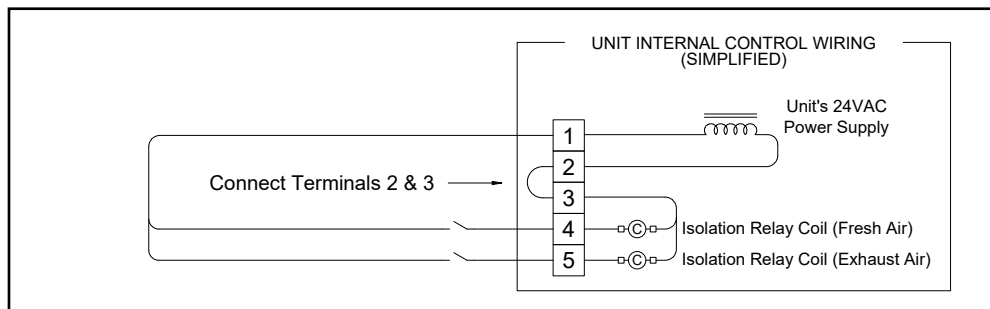 UNIT INTERNAL CONTROL WIRING
(SIMPLIFIED)
Unit's 24VAC
Power Supply
1
2
Connect Terminals 2 & 3
3
4
C
Isolation Relay Coil (Fresh Air)
5
C
Isolation Relay Coil (Exhaust Air)